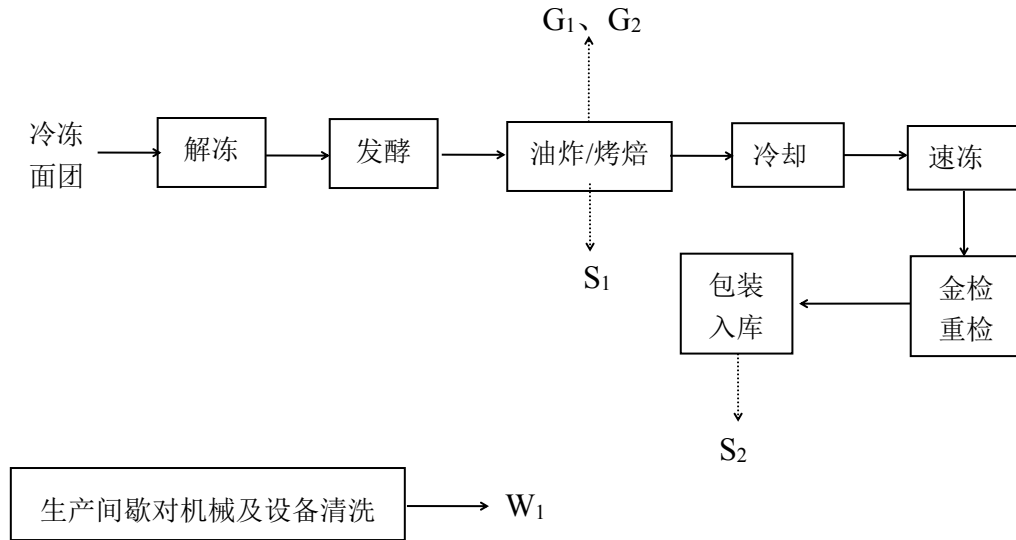 G₁、G₂
冷冻
面团
解冻
发酵
油炸/烤焙
冷却
速冻
S₁
包装
入库
金检
重检
S₂
生产间歇对机械及设备清洗
W₁